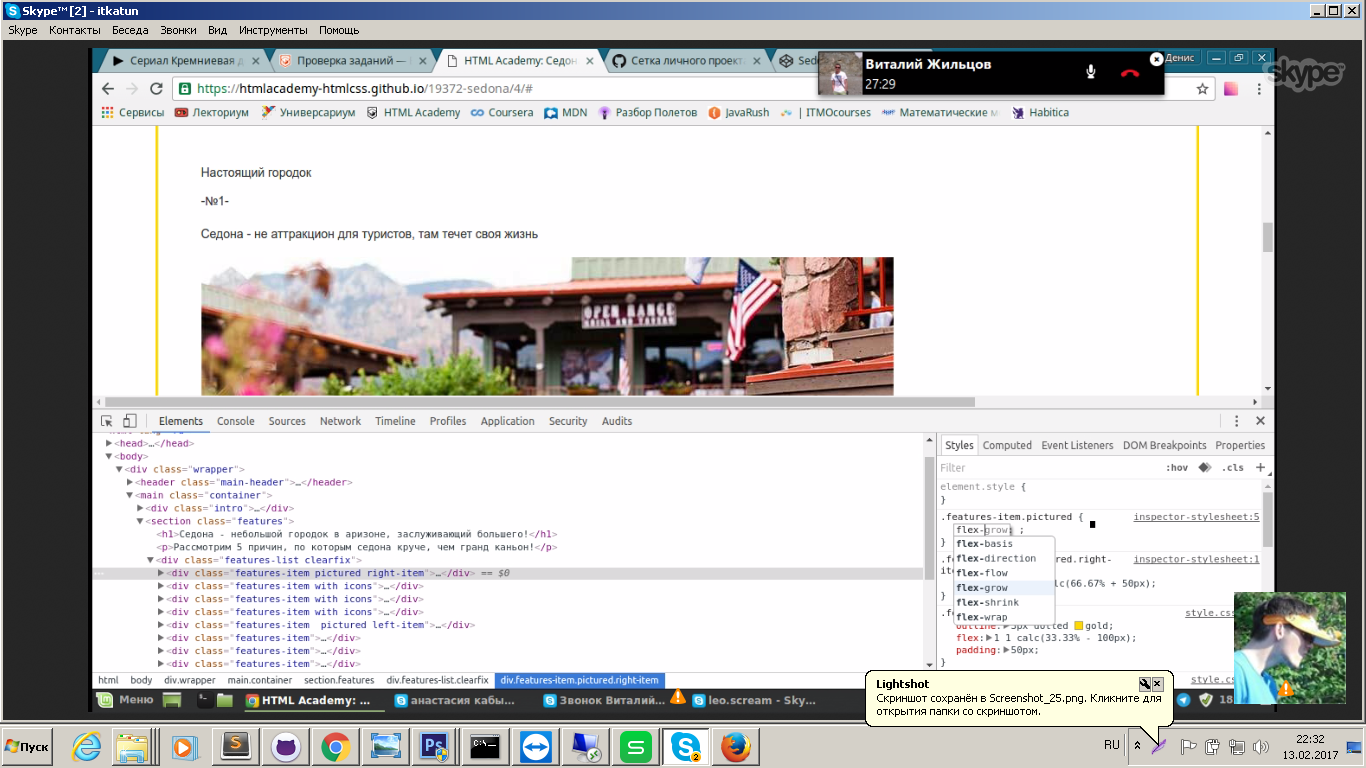 Skype™ [2] - itkatun
Skype Контакты Беседа Звонки Вид Инструменты Помощь
Сериал Кремниевая д
Проверка заданий —
HTML Academy: Седон
Сетка личного проект
Sed
Денис
Виталий Жильцов
27:29
skype
https://htmlacademy-htmlcss.github.io/19372-sedona/4/#
Сервисы Лекториум Универсариум HTML Academy Coursera MDN Разбор Полетов JavaRush | ITMOcourses Математические м Habitica
Настоящий городок
-№1-
Седона - не аттракцион для туристов, там течет своя жизнь
OPEN RANGE
GRILL AND TAVERN
Elements Console Sources Network Timeline Profiles Application Security Audits
<head>…</head>
<body>
<div class="wrapper">
<header class="main-header">…</header>
<main class="container">
<div class="intro">…</div>
<section class="features">
<h1>Седона - небольшой городок в аризоне, заслуживающий большего!</h1>
<p>Рассмотрим 5 причин, по которым седона круче, чем гранд каньон!</p>
<div class="features-list clearfix">
<div class="features-item pictured right-item">…</div> == $0
<div class="features-item with icons">…</div>
<div class="features-item with icons">…</div>
<div class="features-item with icons">…</div>
<div class="features-item  pictured left-item">…</div>
<div class="features-item">…</div>
<div class="features-item">…</div>
<div class="features-item">…</div>
html body div.wrapper main.container section.features div.features-list.clearfix div.features-item.pictured.right-item
Styles Computed Event Listeners DOM Breakpoints Properties
Filter :hov .cls +
element.style {
}
.features-item.pictured { inspector-stylesheet:5
flex-grow: ;
}
flex-basis
flex-direction
flex-flow
flex-grow
flex-shrink
flex-wrap
ed.right- inspector-stylesheet:1
lc(66.67% + 50px);
}
style.cs
outline: 5px dotted gold;
flex: 1 1 calc(33.33% - 100px);
padding: 50px;
}
style.c
Меню
HTML Academy: ...
анастасия кабы...
Звонок Виталий...
leo.scream - Sky...
18
Lightshot
Скриншот сохранён в Screenshot_25.png. Кликните для
открытия папки со скриншотом.
Пуск
RU
22:32
13.02.2017